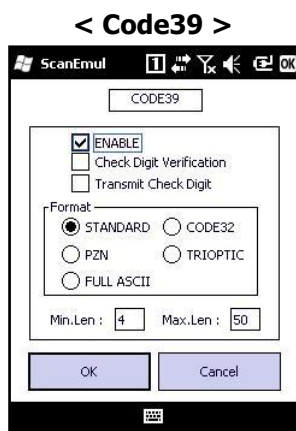 < Code39 >
ScanEmul 1 OK
CODE39
ENABLE
Check Digit Verification
Transmit Check Digit
Format
STANDARD CODE32
PZN TRIOPTIC
FULL ASCII
Min.Len : 4 Max.Len : 50
OK Cancel